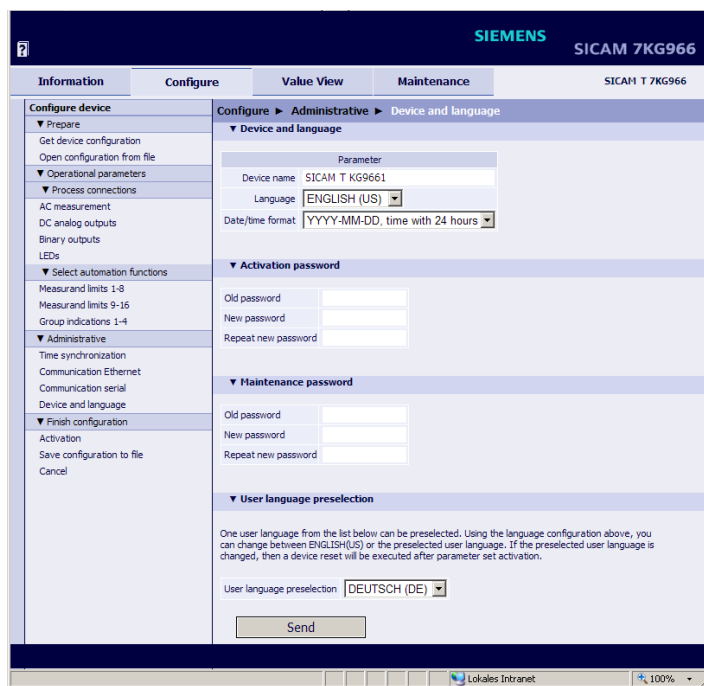 SIEMENS
SICAM 7KG966
?
Information Configure Value View Maintenance SICAM T 7KG966
Configure device
▼ Prepare
Get device configuration
Open configuration from file
▼ Operational parameters
▼ Process connections
AC measurement
DC analog outputs
Binary outputs
LEDs
▼ Select automation functions
Measurand limits 1-8
Measurand limits 9-16
Group indications 1-4
▼ Administrative
Time synchronization
Communication Ethernet
Communication serial
Device and language
▼ Finish configuration
Activation
Save configuration to file
Cancel
Configure ► Administrative ► Device and language
▼ Device and language
Parameter
Device name SICAM T KG9661
Language ENGLISH (US)
Date/time format YYYY-MM-DD, time with 24 hours
▼ Activation password
Old password
New password
Repeat new password
▼ Maintenance password
Old password
New password
Repeat new password
▼ User language preselection
One user language from the list below can be preselected. Using the language configuration above, you
can change between ENGLISH(US) or the preselected user language. If the preselected user language is
changed, then a device reset will be executed after parameter set activation.
User language preselection DEUTSCH (DE)
Send
Lokales Intranet 100%